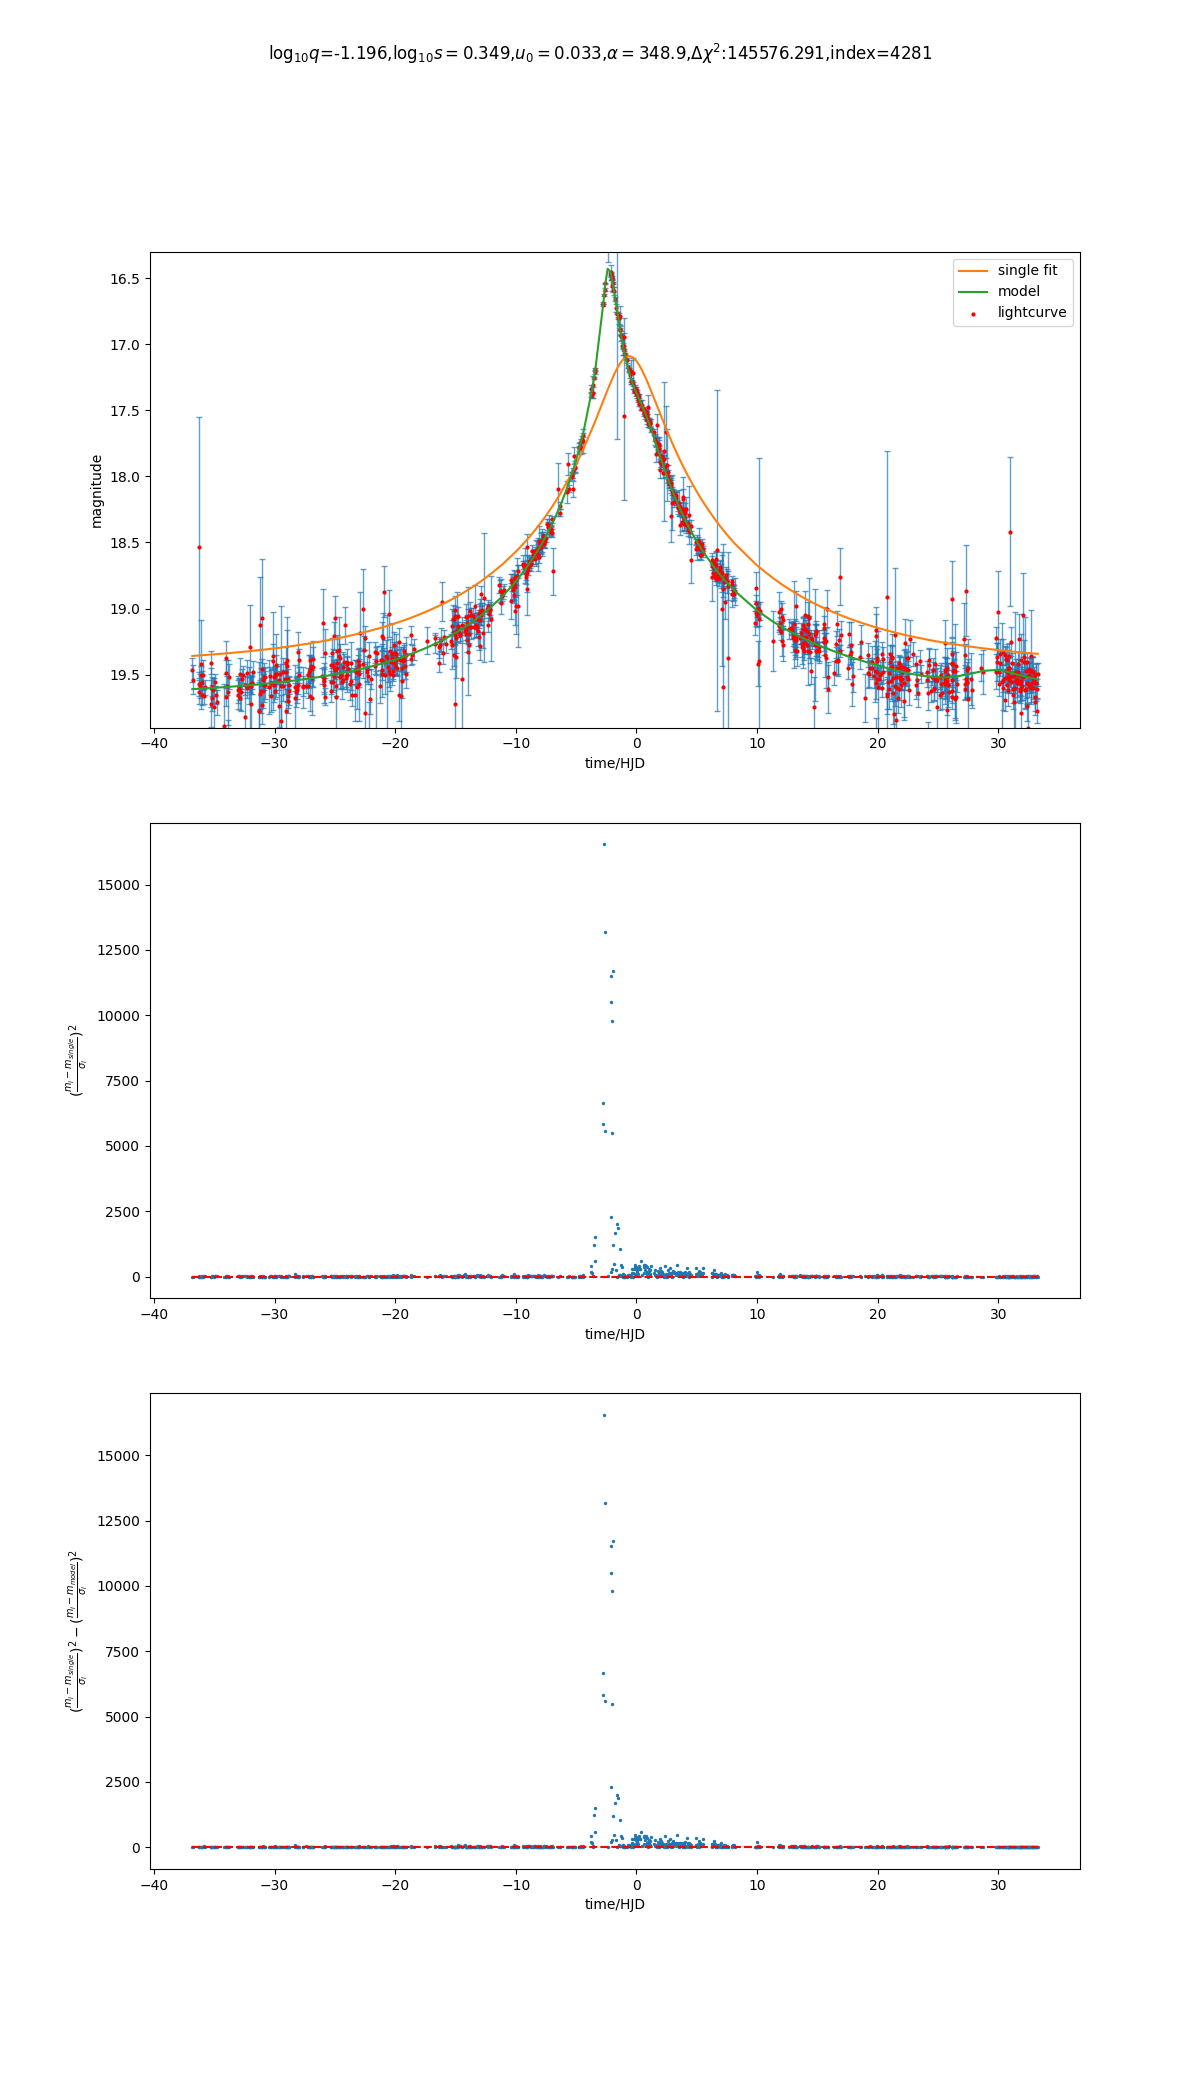 log₁₀q=-1.196,log₁₀s = 0.349,u₀ = 0.033,α = 348.9,Δχ²:145576.291,index=4281
single fit
model
lightcurve
magnitude
16.5
17.0
17.5
18.0
18.5
19.0
19.5
−40 −30 −20 −10 0 10 20 30
time/HJD
(mᵢ − m_single / σᵢ)²
15000
12500
10000
7500
5000
2500
0
−40 −30 −20 −10 0 10 20 30
time/HJD
(mᵢ − m_single / σᵢ)² − (mᵢ − m_model / σᵢ)²
15000
12500
10000
7500
5000
2500
0
−40 −30 −20 −10 0 10 20 30
time/HJD